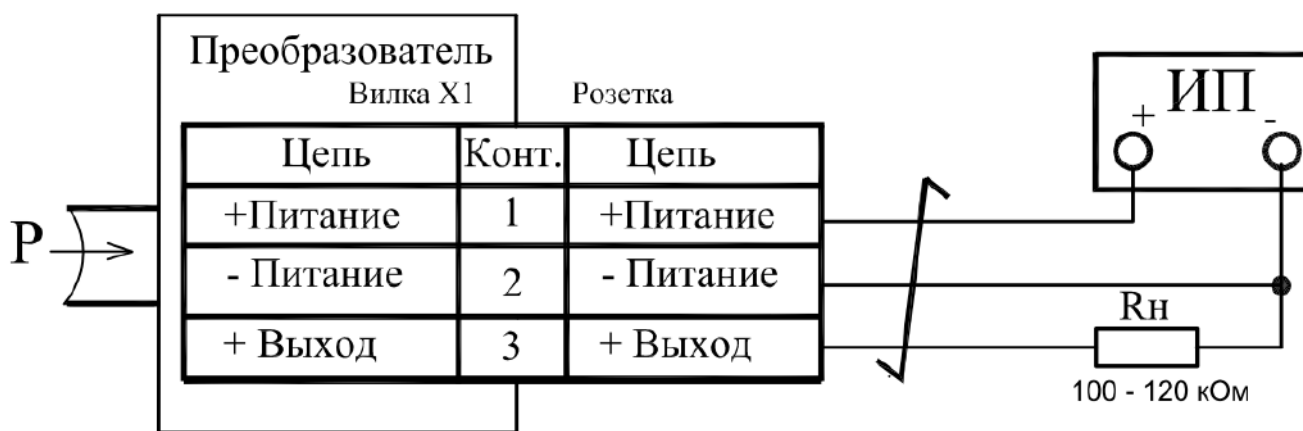 Преобразователь
Вилка X1 Розетка
ИП
+ -
Цепь Конт. Цепь
+Питание 1 +Питание
P
- Питание 2 - Питание
Rн
+ Выход 3 + Выход
100 - 120 кОм